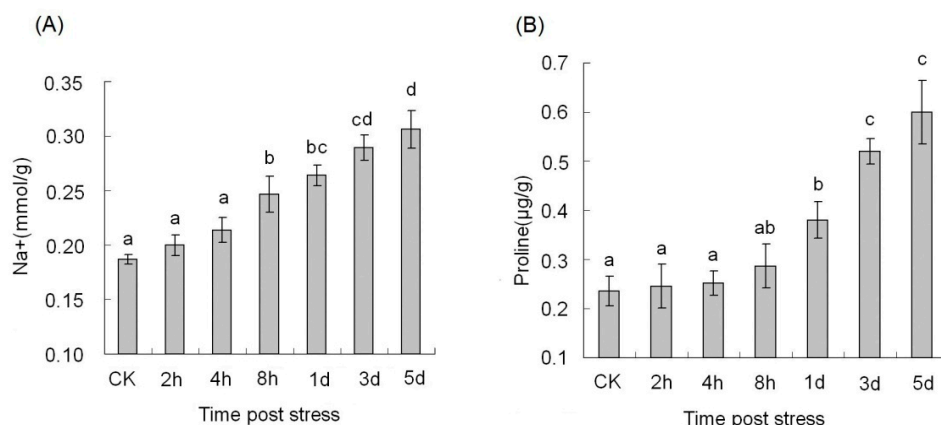 (A)
Na+(mmol/g)
0.35
0.30
0.25
0.20
0.15
0.10
a
a
a
b
bc
cd
d
CK 2h 4h 8h 1d 3d 5d
Time post stress
(B)
Proline(μg/g)
0.7
0.6
0.5
0.4
0.3
0.2
0.1
a
a
a
ab
b
c
c
CK 2h 4h 8h 1d 3d 5d
Time post stress